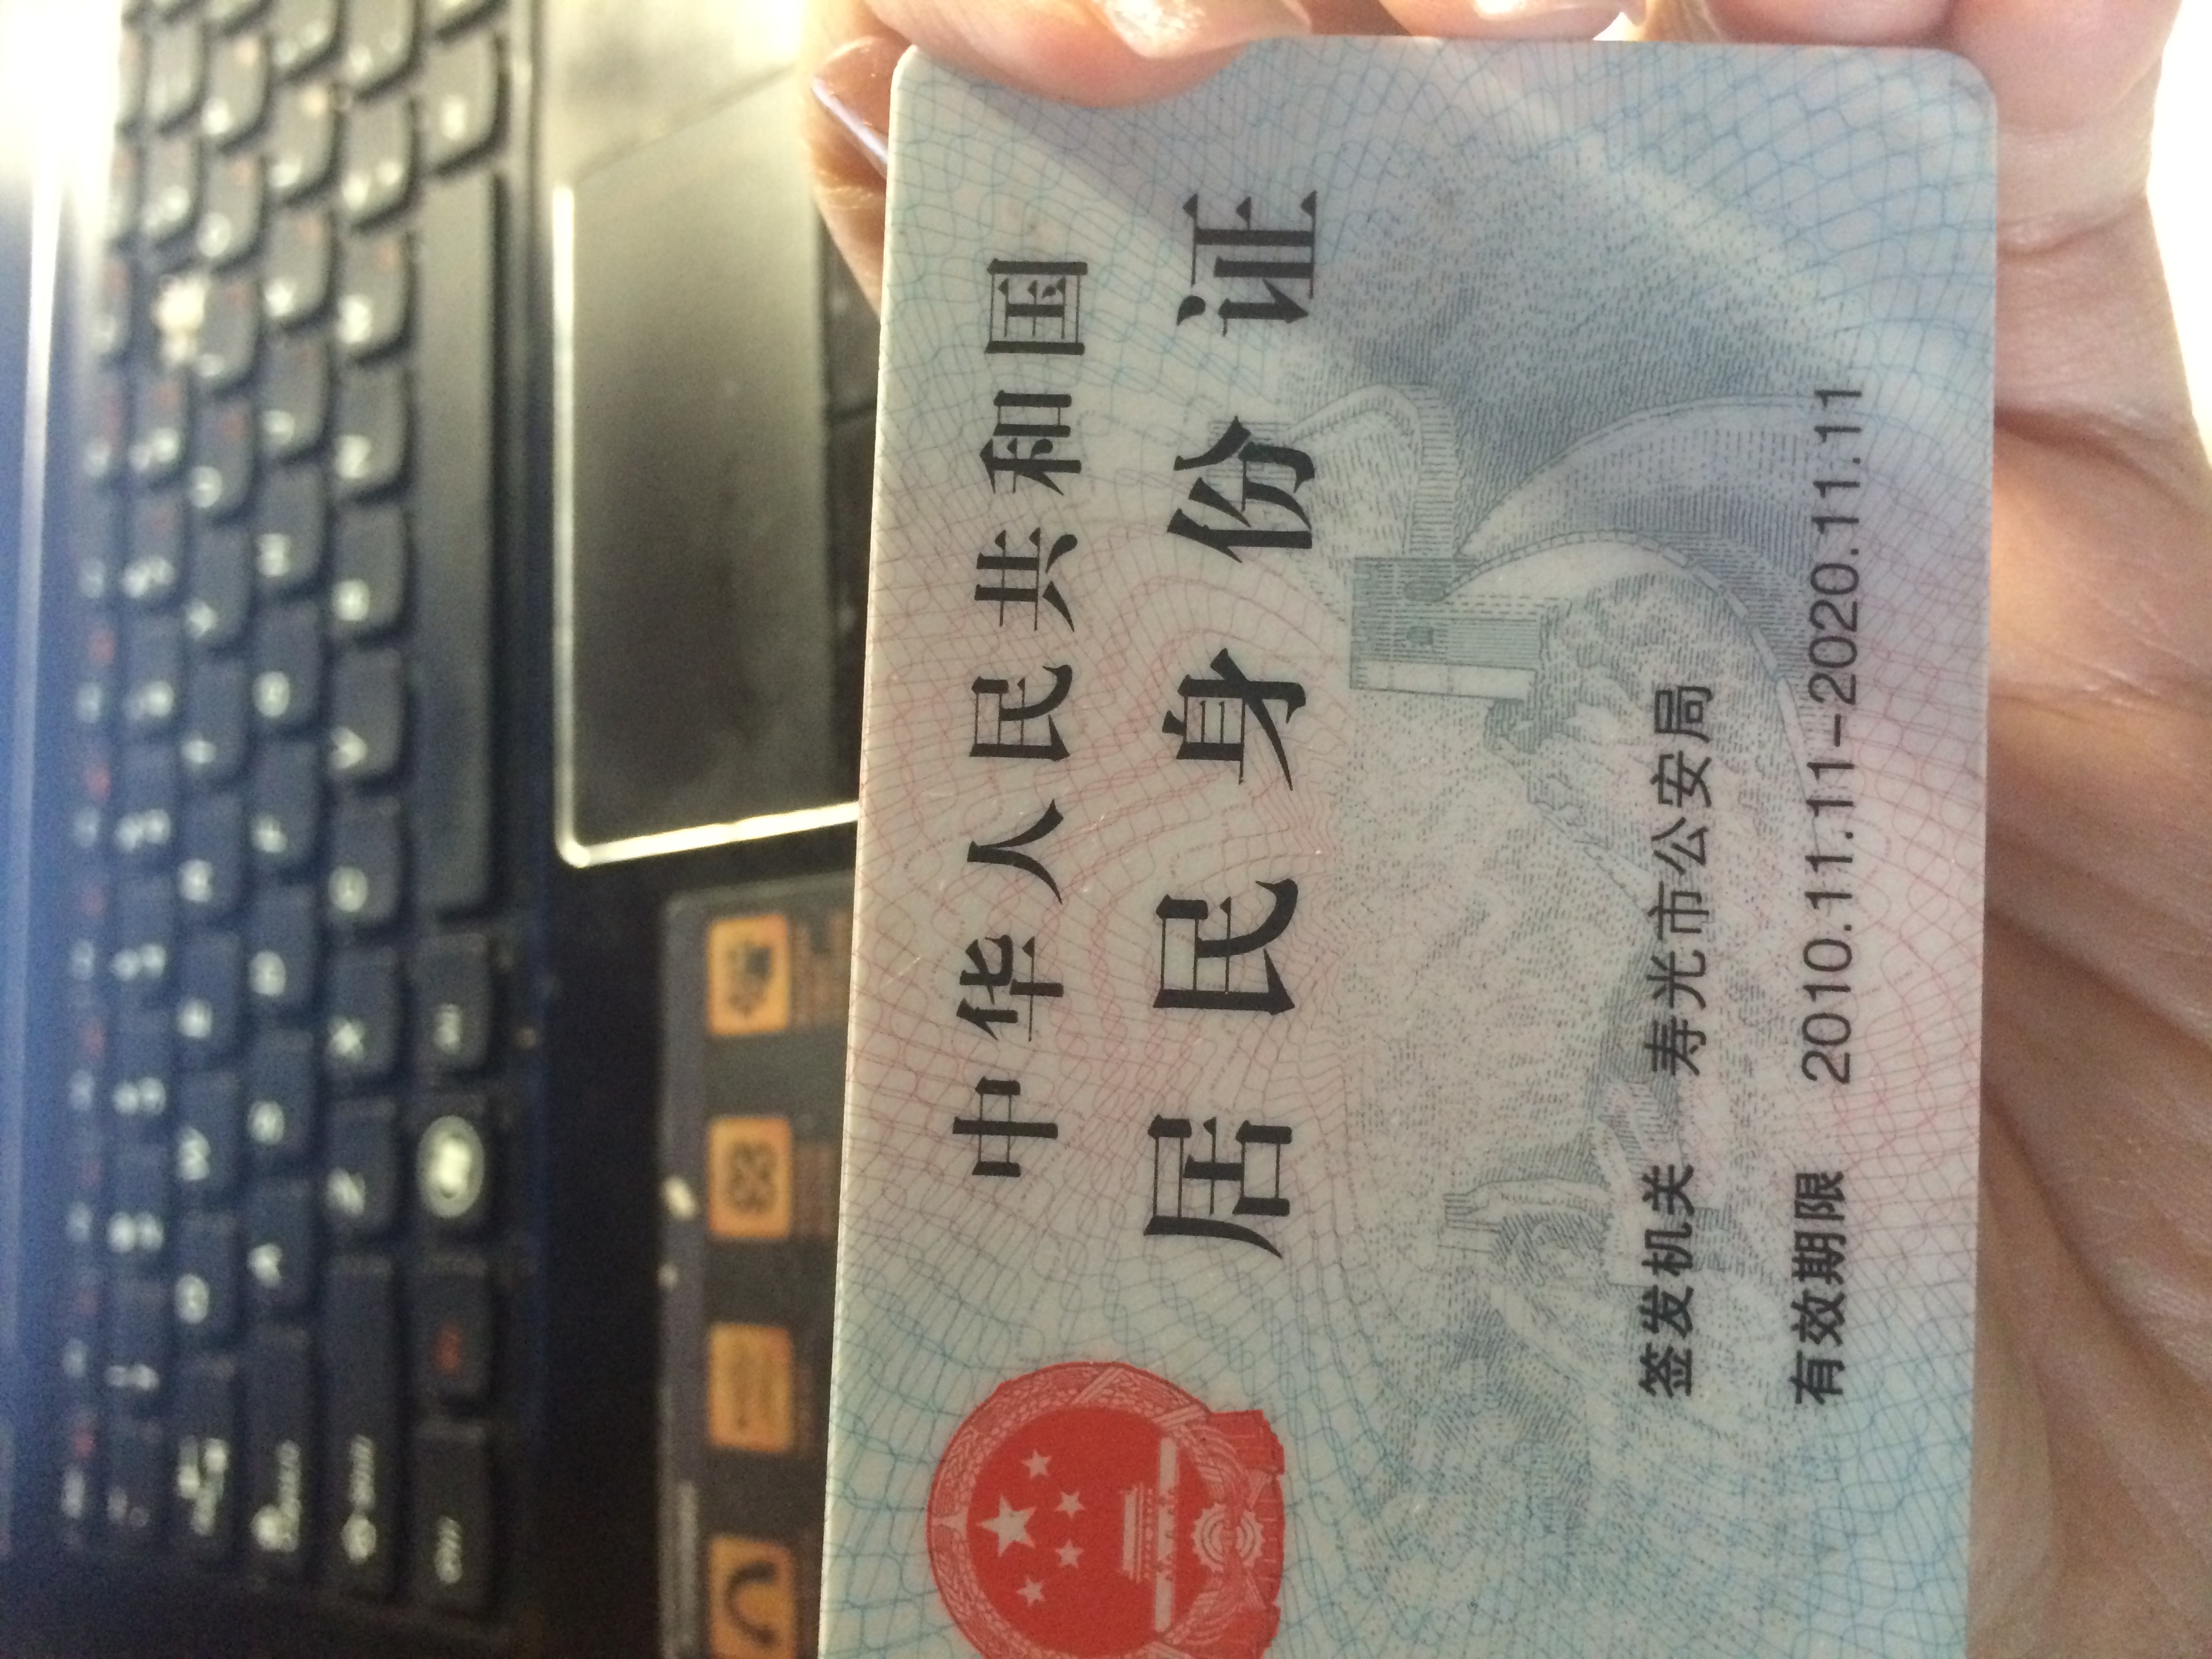 Q W E R T Y U
A S D F G H J K L
Z X C V B N M
中华人民共和国
居民身份证
签发机关 寿光市公安局
有效期限 2010.11.11-2020.11.11